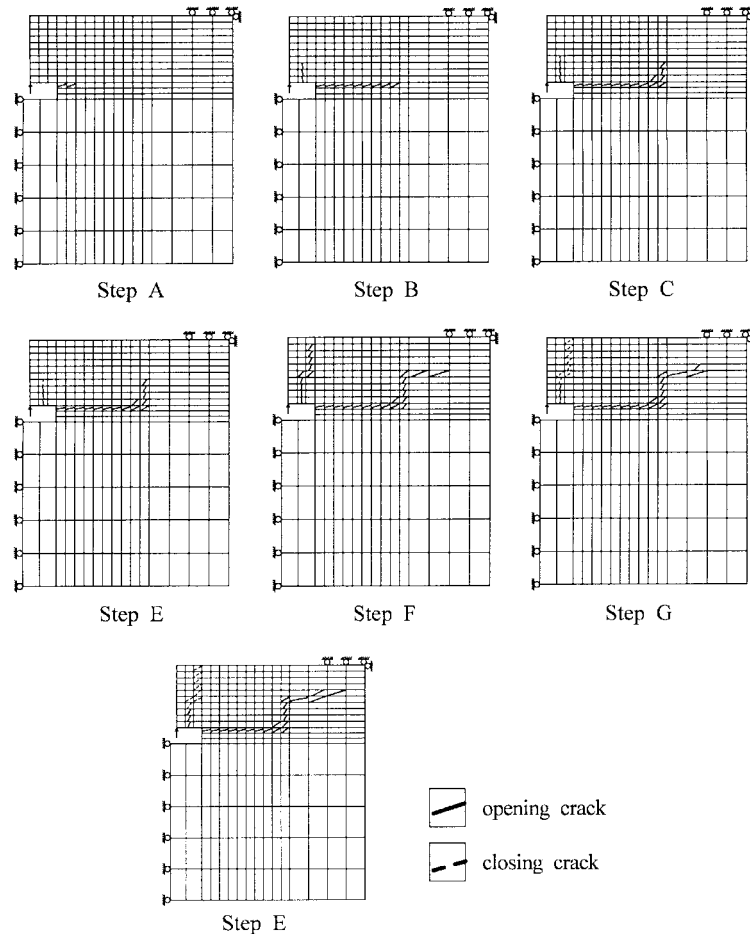 Step A
Step B
Step C
Step E
Step F
Step G
Step E
opening crack
closing crack